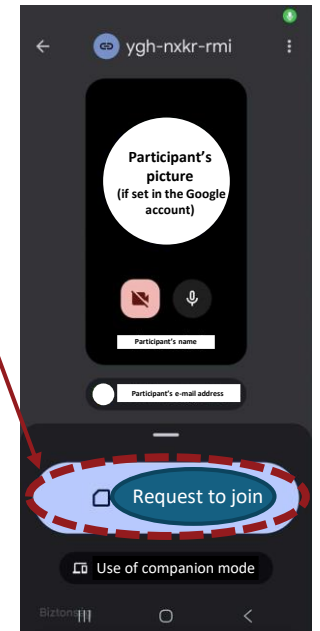 ygh-nxkr-rmi
Participant's
picture
(if set in the Google
account)
Participant's name
Participant's e-mail address
Request to join
Use of companion mode